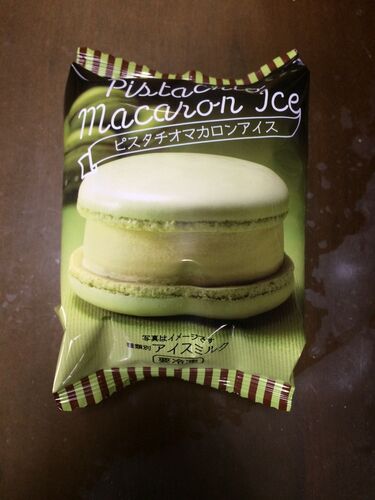 Pistachio
Macaron Ice
ピスタチオマカロンアイス
写真はイメージです
種類別 アイスミルク
要冷凍